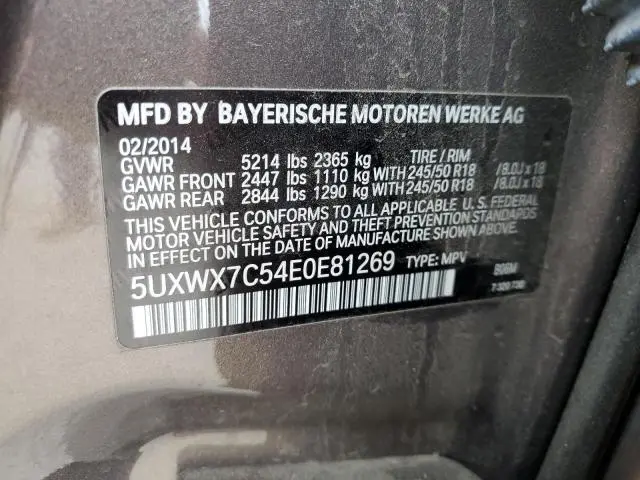 MFD BY BAYERISCHE MOTOREN WERKE AG
02/2014
GVWR 5214 lbs 2365 kg TIRE / RIM
GAWR FRONT 2447 lbs 1110 kg WITH 245/50 R18 / 8.0J x 18
GAWR REAR 2844 lbs 1290 kg WITH 245/50 R18 / 8.0J x 18
THIS VEHICLE CONFORMS TO ALL APPLICABLE U. S. FEDERAL
MOTOR VEHICLE SAFETY AND THEFT PREVENTION STANDARDS
IN EFFECT ON THE DATE OF MANUFACTURE SHOWN ABOVE.
5UXWX7C54E0E81269 TYPE: MPV